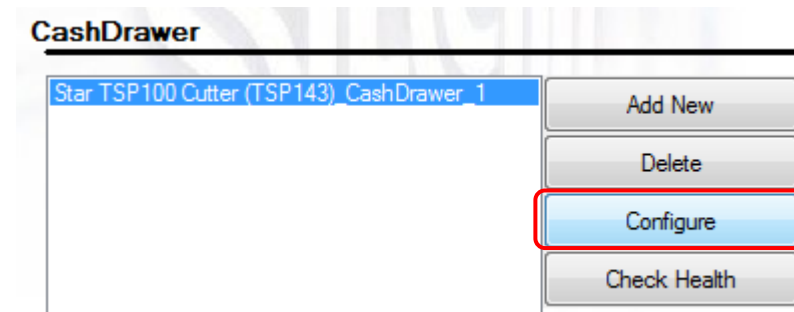 CashDrawer
Star TSP100 Cutter (TSP143)_CashDrawer_1
Add New
Delete
Configure
Check Health